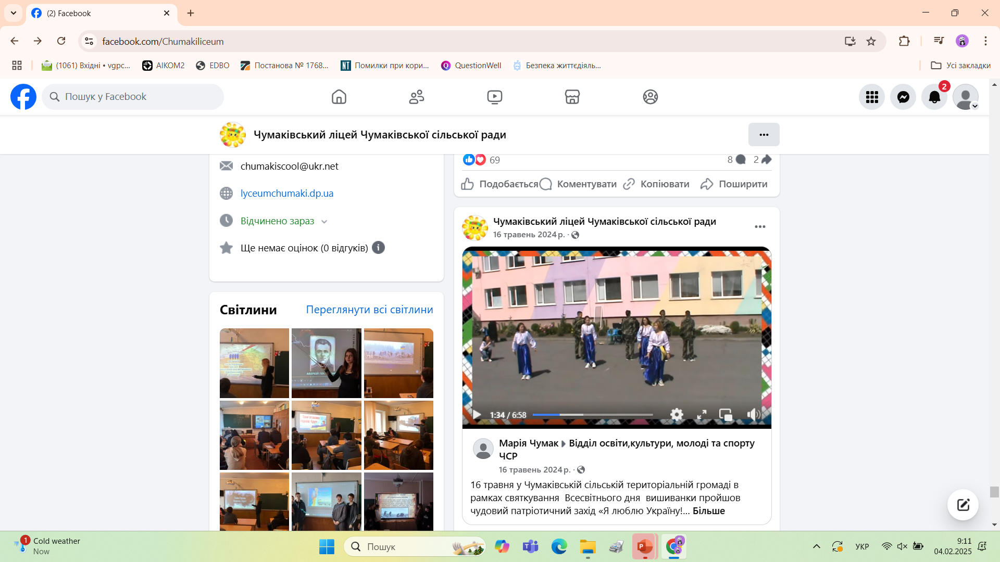 (2) Facebook
facebook.com/Chumakiliceum
(1061) Вхідні • vgpc...
AIKOM2
EDBO
Постанова № 1768...
NT
Помилки при кори...
QuestionWell
Безпека життєдіяль...
Усі закладки
Пошук у Facebook
2
Чумаківський ліцей Чумаківської сільської ради
chumakiscool@ukr.net
lyceumchumaki.dp.ua
Відчинено зараз
Ще немає оцінок (0 відгуків)
Світлини
Переглянути всі світлини
69
8
2
Подобається
Коментувати
Копіювати
Поширити
Чумаківський ліцей Чумаківської сільської ради
16 травень 2024 р. ·
1:34 / 6:58
Марія Чумак
Відділ освіти,культури, молоді та спорту
ЧСР
16 травень 2024 р. ·
16 травня у Чумаківській сільській територіальній громаді в
рамках святкування Всесвітнього дня вишиванки пройшов
чудовий патріотичний захід «Я люблю Україну!... Більше
1
Cold weather
Now
Пошук
УКР
9:11
04.02.2025